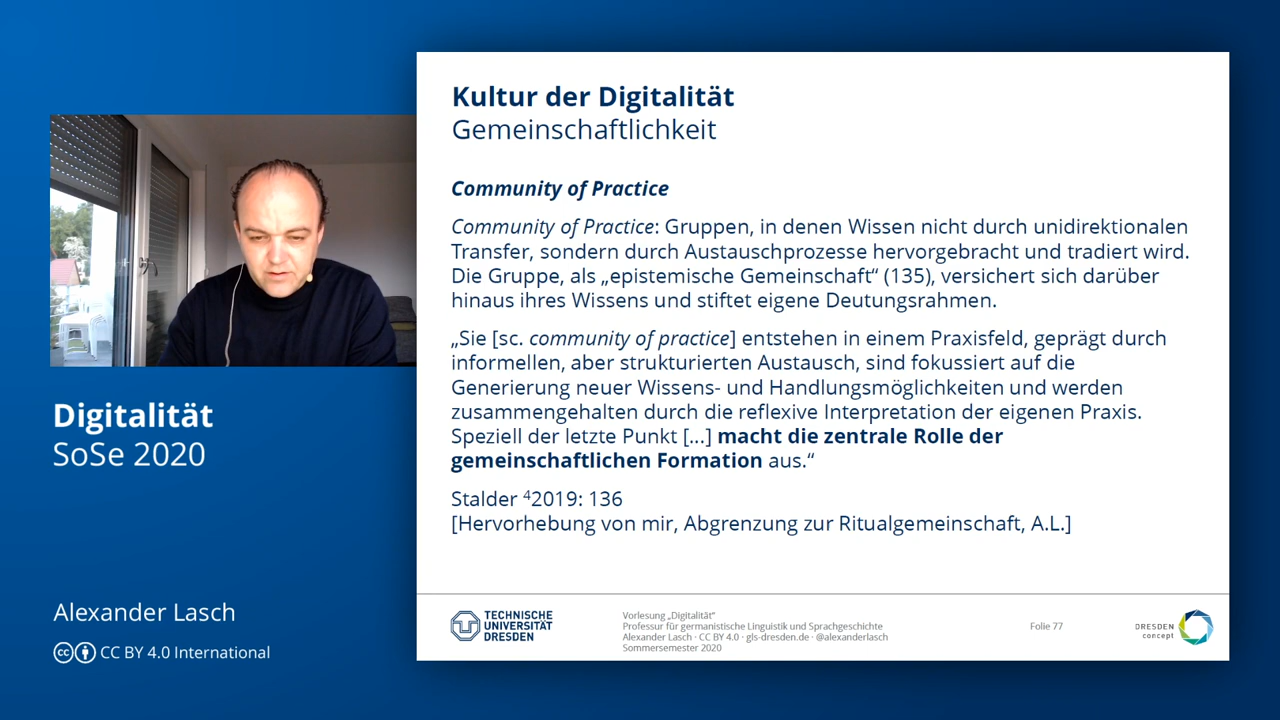 Kultur der Digitalität
Gemeinschaftlichkeit
Community of Practice
Community of Practice: Gruppen, in denen Wissen nicht durch unidirektionalen
Transfer, sondern durch Austauschprozesse hervorgebracht und tradiert wird.
Die Gruppe, als „epistemische Gemeinschaft“ (135), versichert sich darüber
hinaus ihres Wissens und stiftet eigene Deutungsrahmen.
„Sie [sc. community of practice] entstehen in einem Praxisfeld, geprägt durch
informellen, aber strukturierten Austausch, sind fokussiert auf die
Generierung neuer Wissens- und Handlungsmöglichkeiten und werden
zusammengehalten durch die reflexive Interpretation der eigenen Praxis.
Speziell der letzte Punkt [...] macht die zentrale Rolle der
gemeinschaftlichen Formation aus.“
Stalder ⁴2019: 136
[Hervorhebung von mir, Abgrenzung zur Ritualgemeinschaft, A.L.]
Digitalität
SoSe 2020
Alexander Lasch
CC BY 4.0 International
TECHNISCHE
UNIVERSITÄT
DRESDEN
Vorlesung „Digitalität“
Professur für germanistische Linguistik und Sprachgeschichte
Alexander Lasch · CC BY 4.0 · gls-dresden.de · @alexanderlasch
Sommersemester 2020
Folie 77
DRESDEN
concept